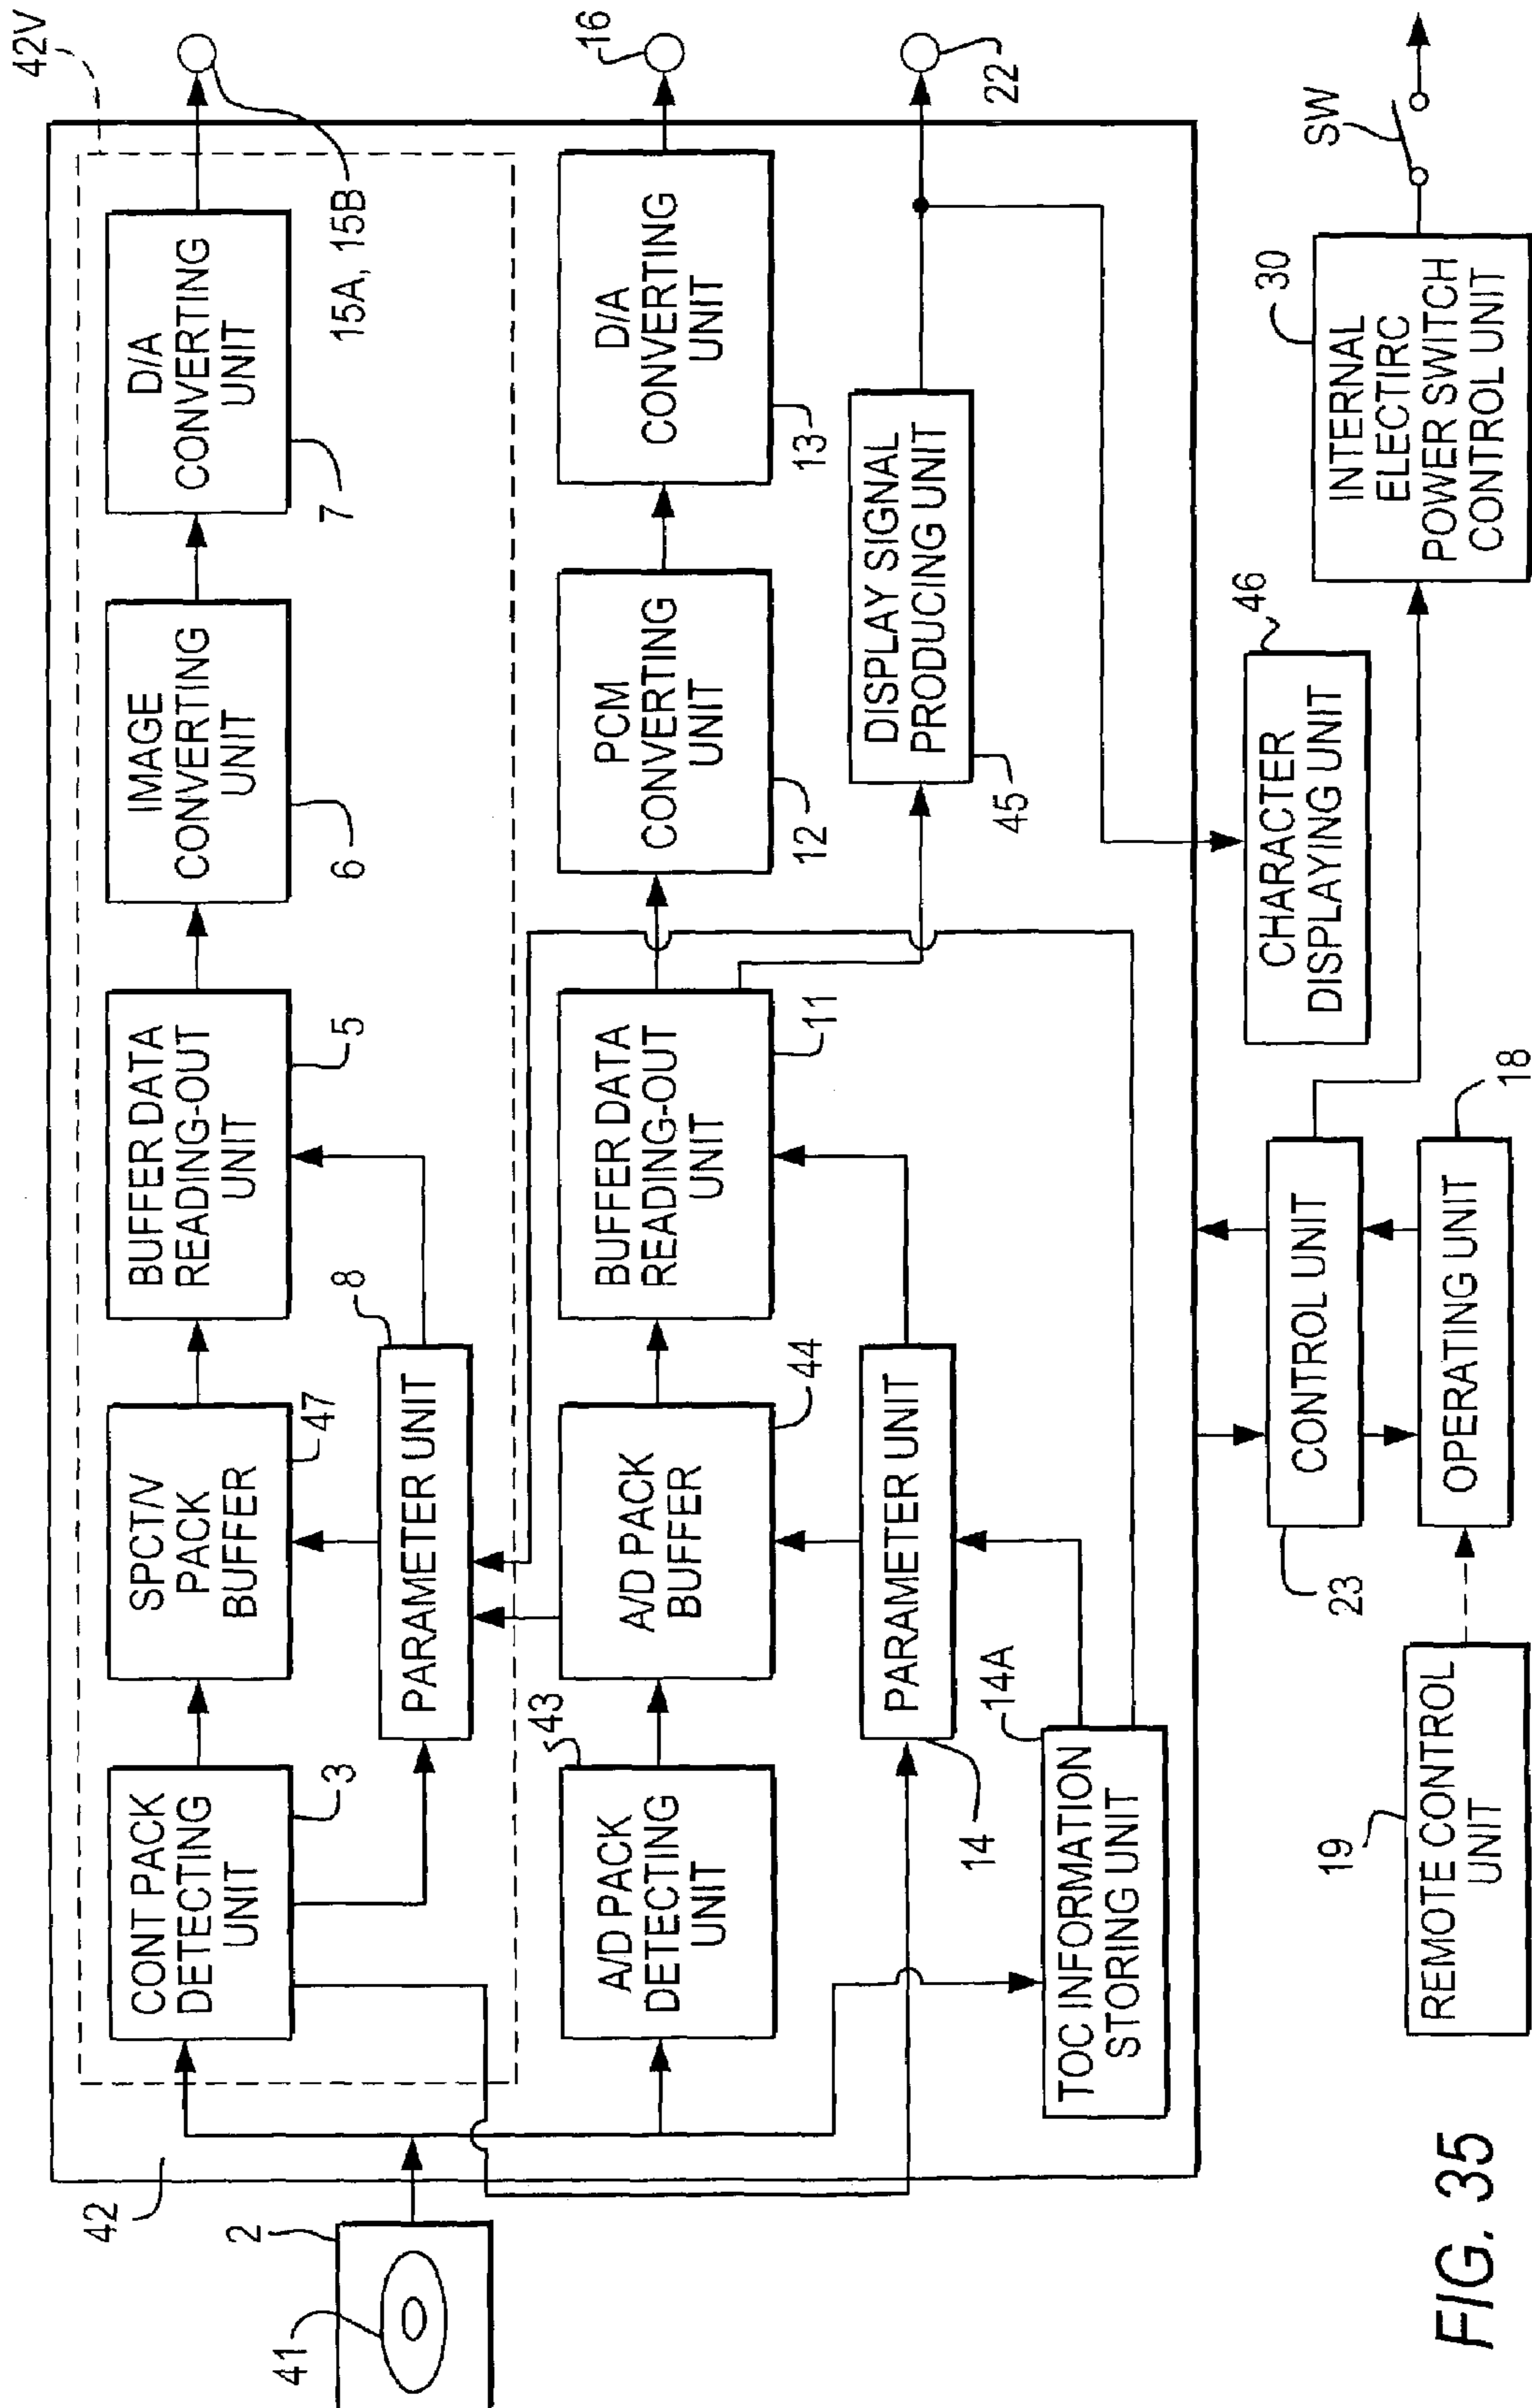 42V
15A, 15B
16
22
SW
CONT PACK
DETECTING
UNIT
3
SPCT/V
PACK
BUFFER
47
BUFFER DATA
READING-OUT
UNIT
5
IMAGE
CONVERTING
UNIT
6
D/A
CONVERTING
UNIT
7
PARAMETER UNIT
8
A/D PACK
DETECTING
UNIT
43
A/D PACK
BUFFER
44
BUFFER DATA
READING-OUT
UNIT
11
PCM
CONVERTING
UNIT
12
D/A
CONVERTING
UNIT
13
PARAMETER UNIT
14
DISPLAY SIGNAL
PRODUCING UNIT
45
TOC INFORMATION
STORING UNIT
14A
42
2
41
CHARACTER
DISPLAYING UNIT
46
INTERNAL
ELECTIRC
POWER SWITCH
CONTROL UNIT
30
CONTROL UNIT
23
OPERATING UNIT
18
REMOTE CONTROL
UNIT
19
FIG. 35